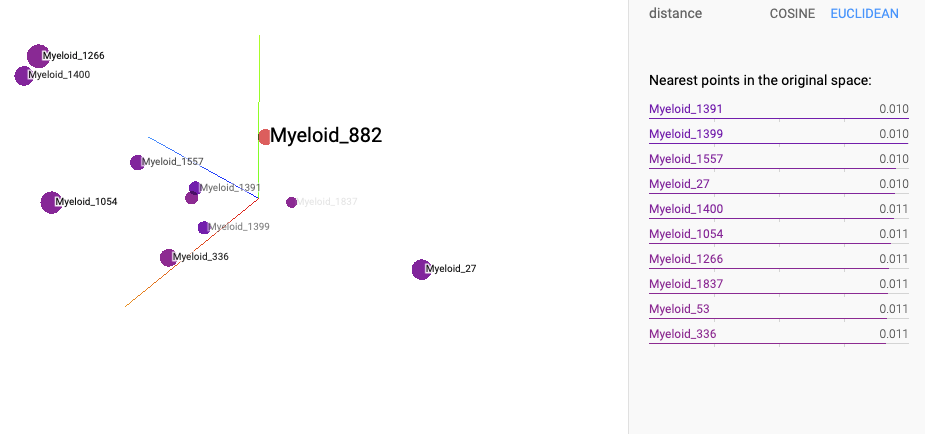 distance COSINE EUCLIDEAN
Nearest points in the original space:
Myeloid_1391 0.010
Myeloid_1399 0.010
Myeloid_1557 0.010
Myeloid_27 0.010
Myeloid_1400 0.011
Myeloid_1054 0.011
Myeloid_1266 0.011
Myeloid_1837 0.011
Myeloid_53 0.011
Myeloid_336 0.011
Myeloid_1266
Myeloid_1400
Myeloid_882
Myeloid_1557
Myeloid_1391
Myeloid_1054
Myeloid_1837
Myeloid_1399
Myeloid_336
Myeloid_27